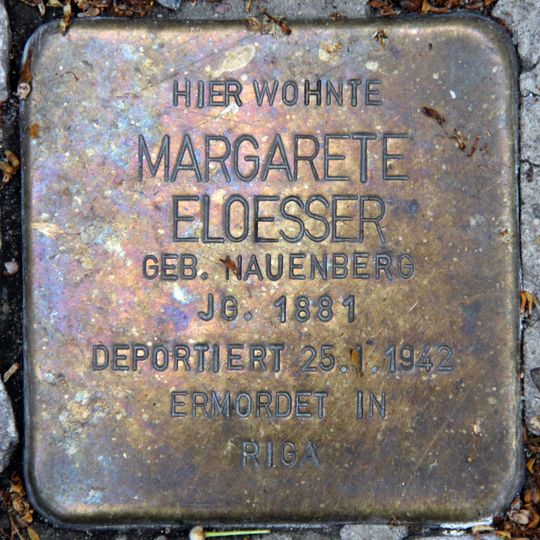 HIER WOHNTE
MARGARETE
ELOESSER
GEB. NAUENBERG
JG. 1881
DEPORTIERT 25.1.1942
ERMORDET IN
RIGA